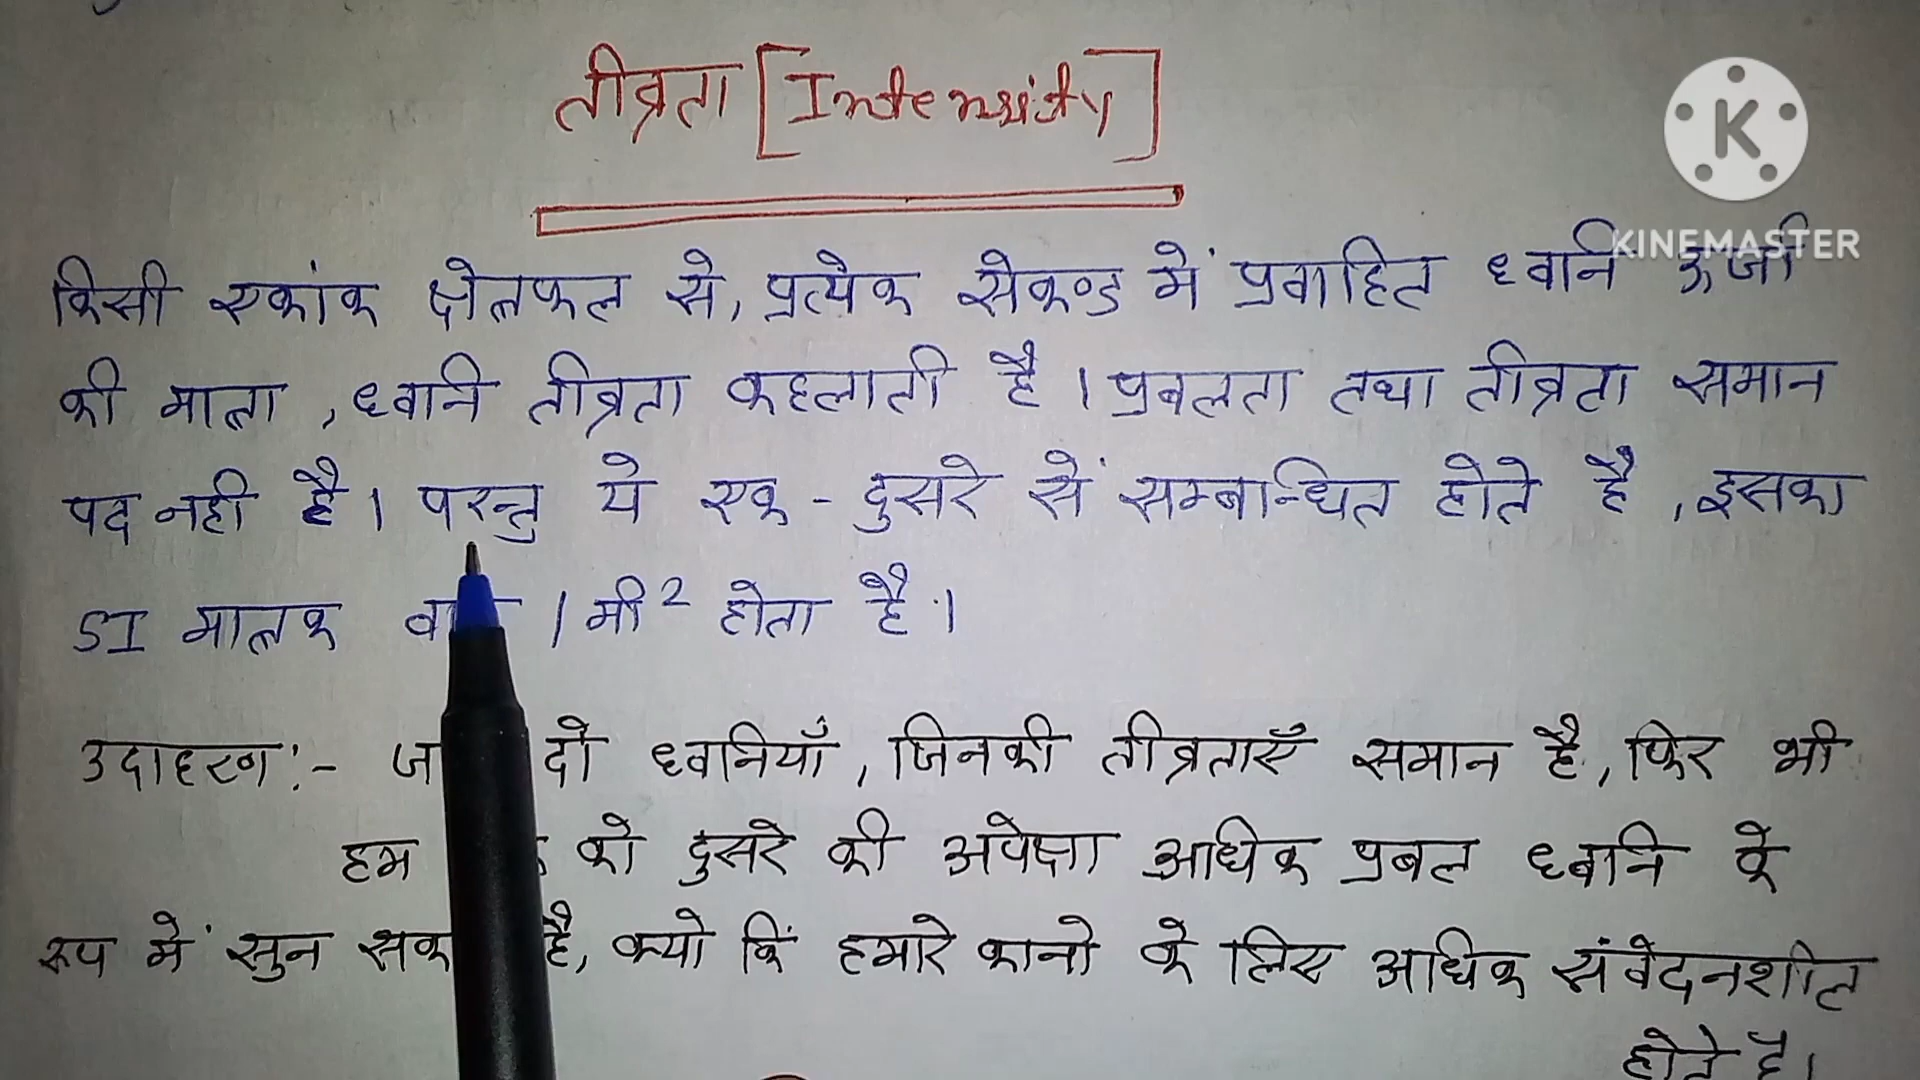 तीव्रता [Intensity]
K
KINEMASTER
किसी एकांक क्षेत्रफल से, प्रत्येक सेकण्ड में प्रवाहित ध्वनि ऊर्जा
की मात्रा, ध्वनि तीव्रता कहलाती है। प्रबलता तथा तीव्रता समान
पद नही है। परन्तु ये एक - दुसरे सें सम्बन्धित होते है, इसका
SI मात्रक / मी² होता है।
उदाहरण:- दो ध्वनियाँ, जिनकी तीव्रताएँ समान है, फिर भी
हम को दुसरे की अपेक्षा अधिक प्रबल ध्वनि के
रूप में सुन है, क्यो किं हमारे कानो के लिए अधिक संवेदनशील
होते है।